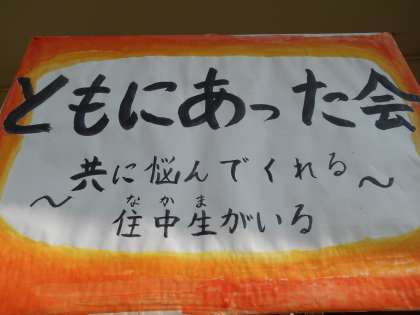 ともにあった会
～共に悩んでくれる
なかま
住中生がいる～